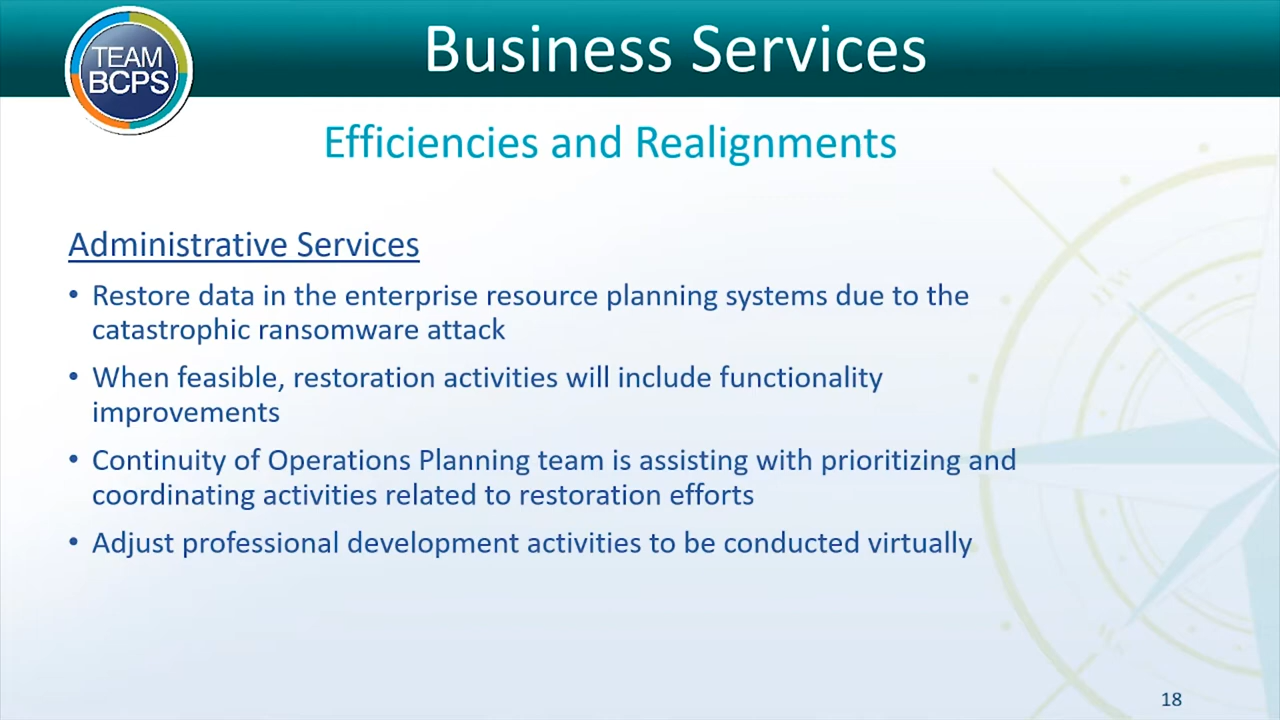 TEAM
BCPS
Business Services
Efficiencies and Realignments
Administrative Services
• Restore data in the enterprise resource planning systems due to the
catastrophic ransomware attack
• When feasible, restoration activities will include functionality
improvements
• Continuity of Operations Planning team is assisting with prioritizing and
coordinating activities related to restoration efforts
• Adjust professional development activities to be conducted virtually
18